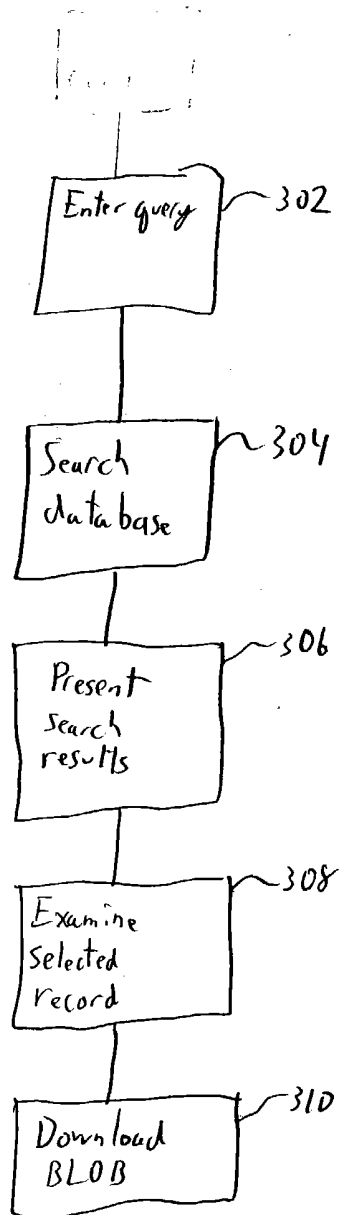 Enter query
302
Search
database
304
Present
search
results
306
Examine
selected
record
308
Download
BLOB
310